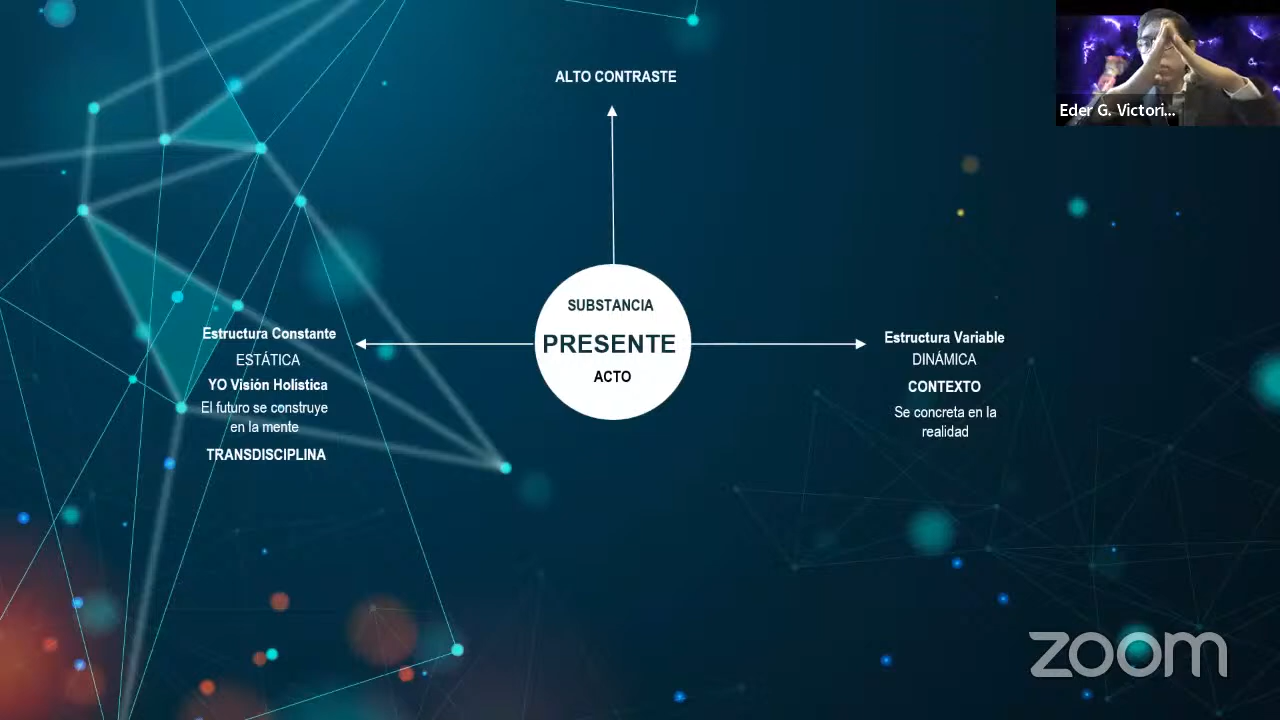 ALTO CONTRASTE
Eder G. Victori...
SUBSTANCIA
PRESENTE
ACTO
Estructura Constante
ESTÁTICA
YO Visión Holistica
El futuro se construye
en la mente
TRANSDISCIPLINA
Estructura Variable
DINÁMICA
CONTEXTO
Se concreta en la
realidad
zoom